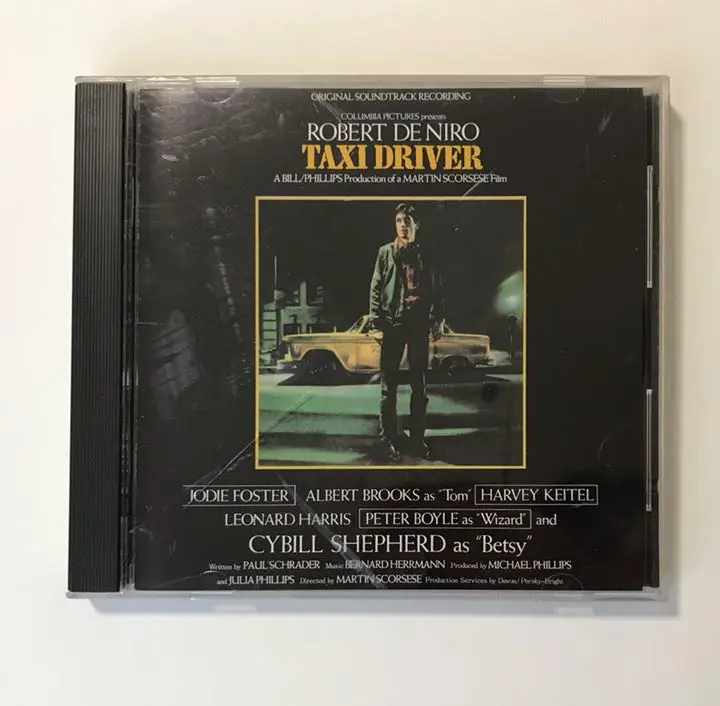 ORIGINAL SOUNDTRACK RECORDING
COLUMBIA PICTURES presents
ROBERT DE NIRO
TAXI DRIVER
A BILL/PHILLIPS Production of a MARTIN SCORSESE Film
JODIE FOSTER ALBERT BROOKS as "Tom" HARVEY KEITEL
LEONARD HARRIS PETER BOYLE as "Wizard" and
CYBILL SHEPHERD as "Betsy"
Written by PAUL SCHRADER Music BERNARD HERRMANN Produced by MICHAEL PHILLIPS
and JULIA PHILLIPS Directed by MARTIN SCORSESE Production Services by Devon/Persky-Bright